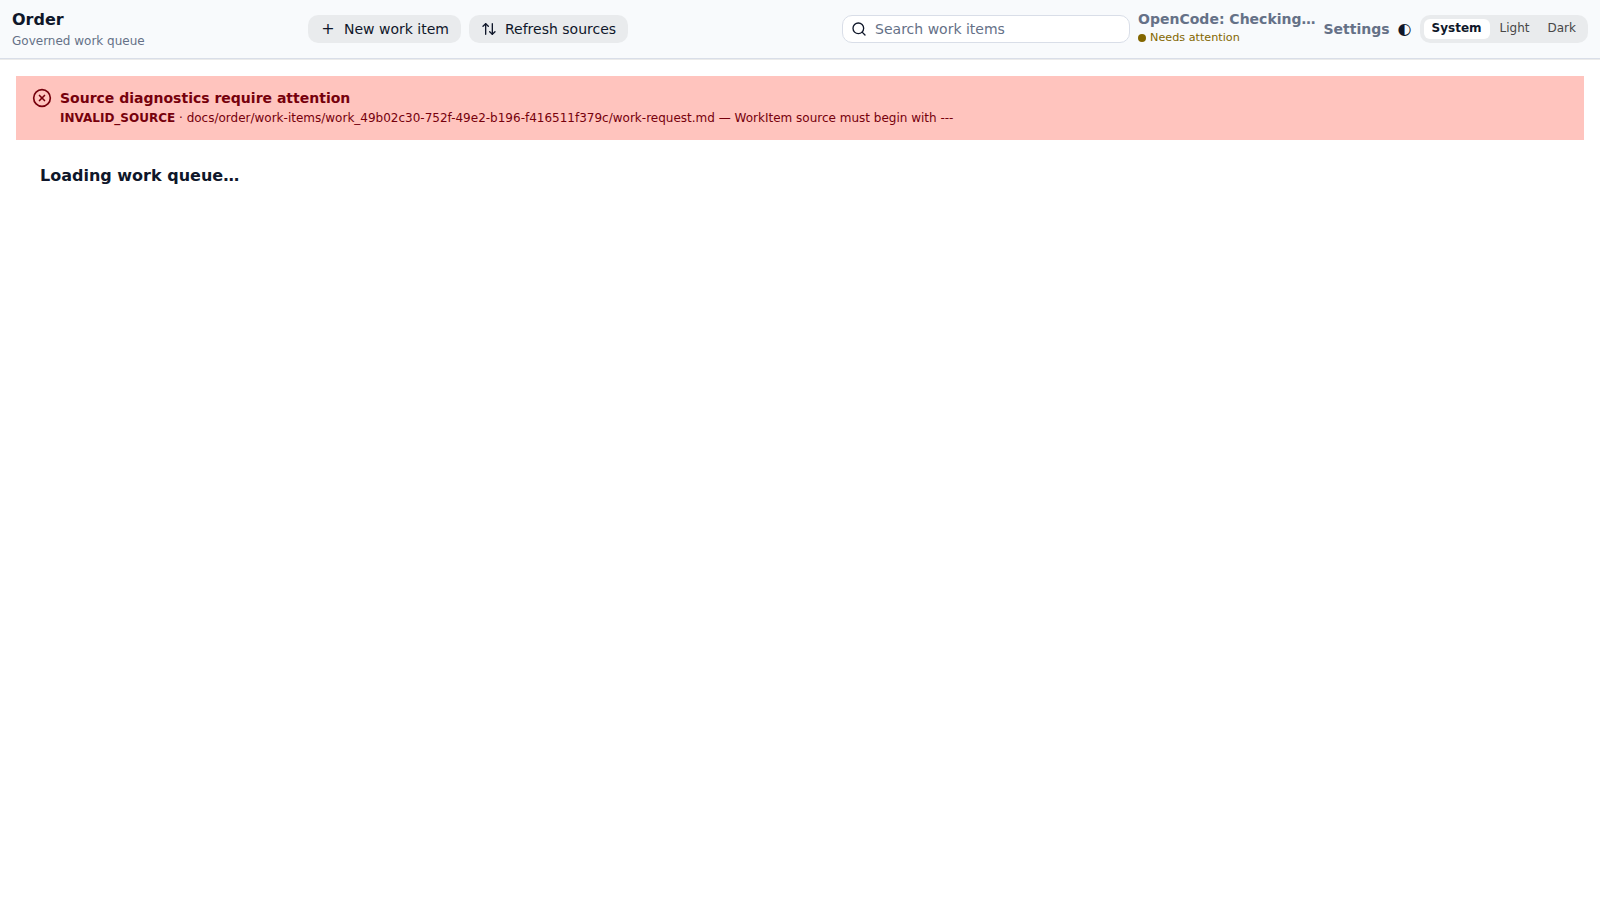 Order
Governed work queue
New work item
Refresh sources
Search work items
OpenCode: Checking...
Needs attention
Settings
System
Light
Dark
Source diagnostics require attention
INVALID_SOURCE · docs/order/work-items/work_49b02c30-752f-49e2-b196-f416511f379c/work-request.md — WorkItem source must begin with ---
Loading work queue...